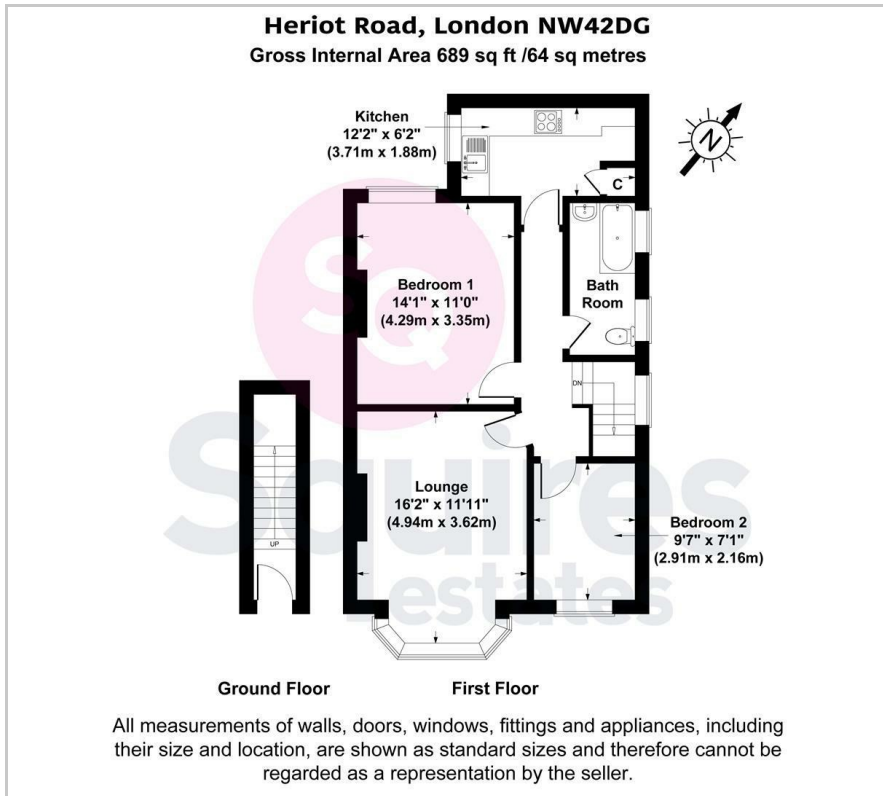 Heriot Road, London NW42DG
Gross Internal Area 689 sq ft /64 sq metres
Kitchen
12'2" x 6'2"
(3.71m x 1.88m)
N
C
SQ
Bedroom 1
14'1" x 11'0"
(4.29m x 3.35m)
Bath
Room
DN
Squires
estates
Lounge
16'2" x 11'11"
(4.94m x 3.62m)
Bedroom 2
9'7" x 7'1"
(2.91m x 2.16m)
UP
Ground Floor
First Floor
All measurements of walls, doors, windows, fittings and appliances, including
their size and location, are shown as standard sizes and therefore cannot be
regarded as a representation by the seller.